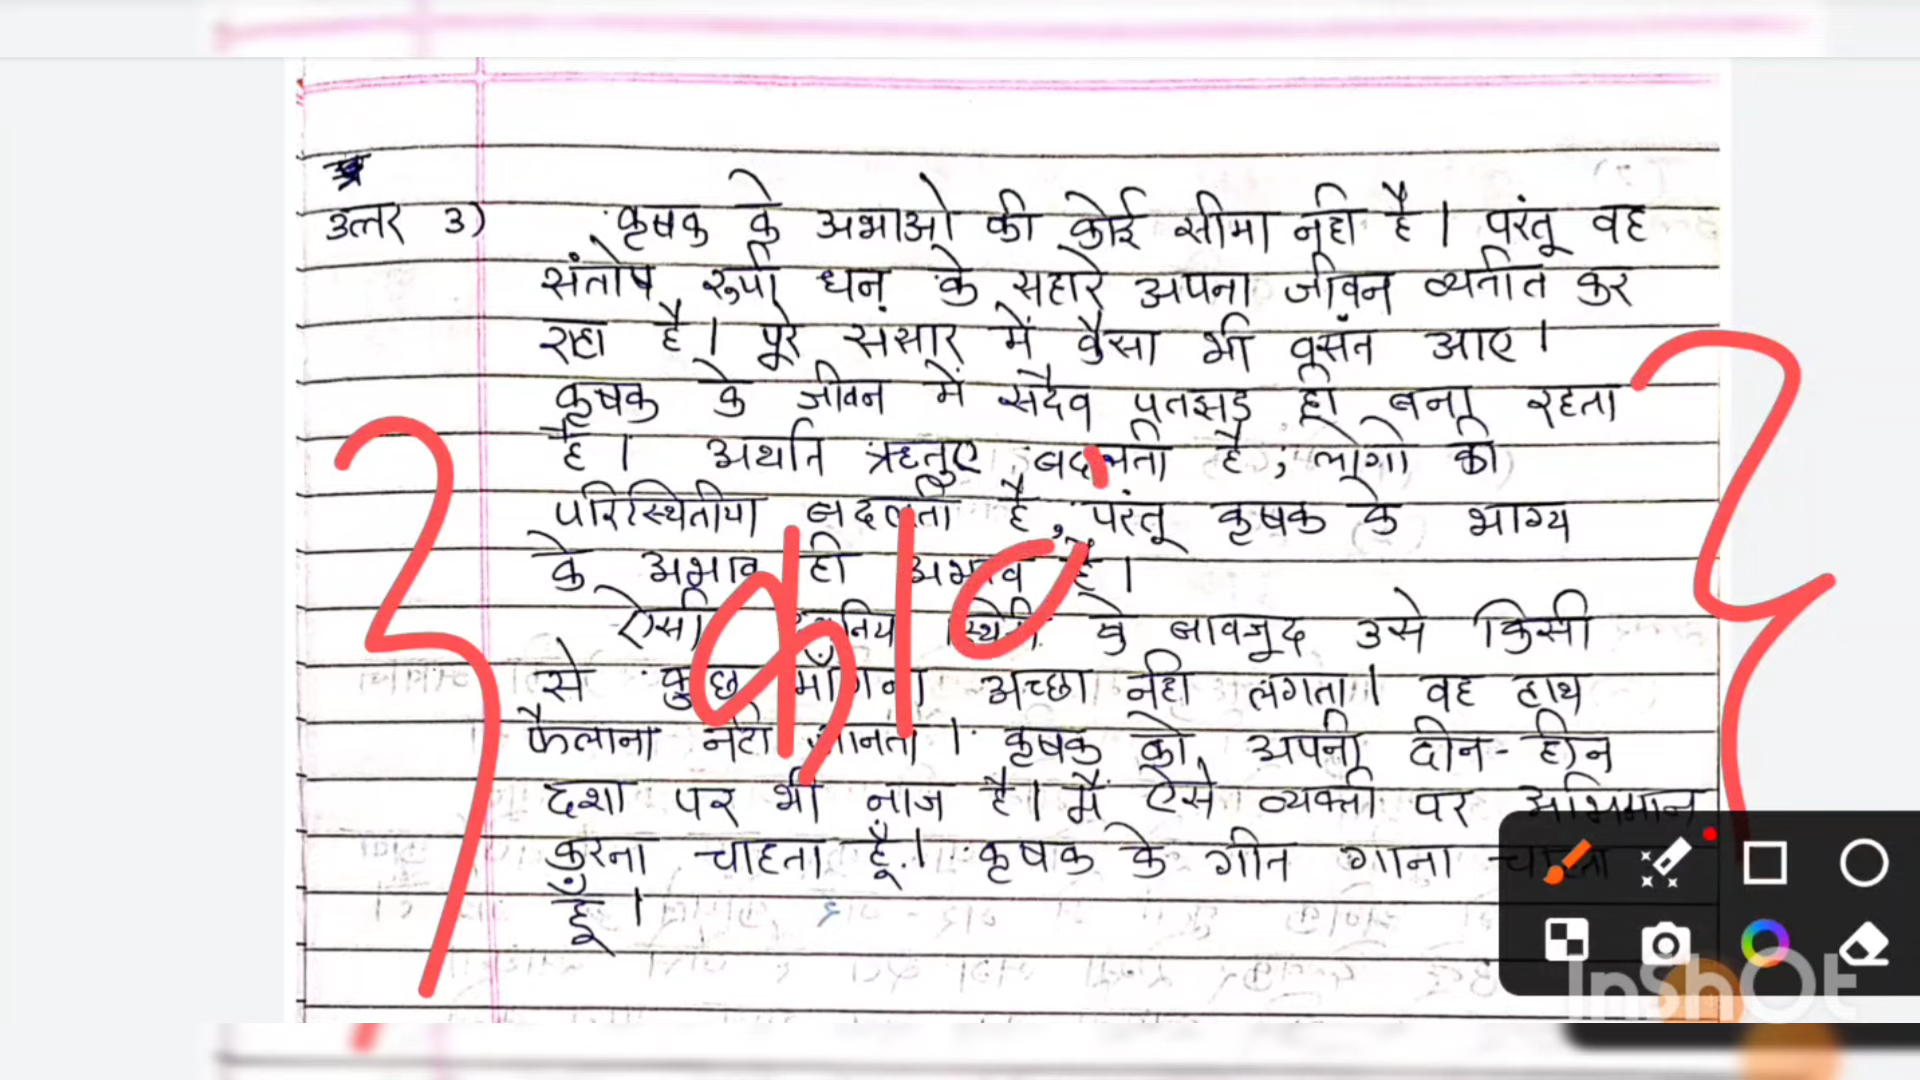 उत्तर 3) कृषक के अभाओ की कोई सीमा नही है। परंतु वह
संतोष रूपी धन के सहारे अपना जीवन व्यतीत कर
रहा है। पूरे संसार में कैसा भी वसंत आए।
कृषक के जीवन में सदैव पतझड़ ही बना रहता
है। अर्थात ऋतुए बदलती है, लोगो की
परिस्थितीया बदलती है, परंतू कृषक के भाग्य
के अभाव ही अभाव है।
ऐसी स्थिती के बावजूद उसे किसी
से कुछ माँगना अच्छा नही लगता। वह हाथ
फैलाना नही जानता। कृषक को अपनी दीन-हीन
दशा पर भी नाज है। मैं ऐसे व्यक्ती पर अभिमान
करना चाहता हूँ। कृषक के गीत गाना चाहता
हूँ।
InShOt